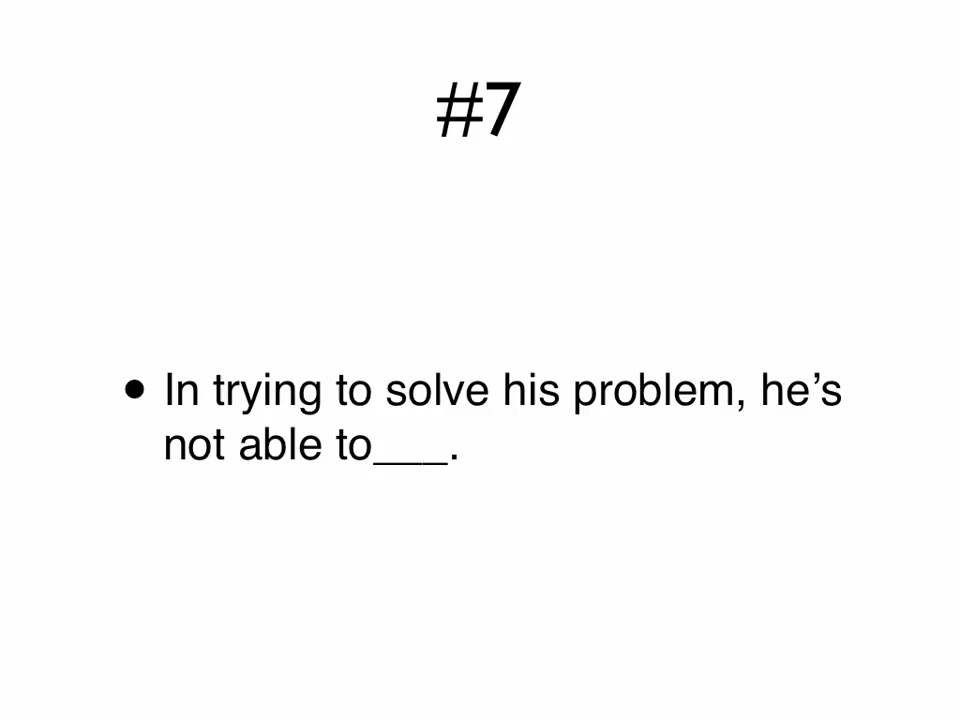 #7
• In trying to solve his problem, he’s
not able to___.